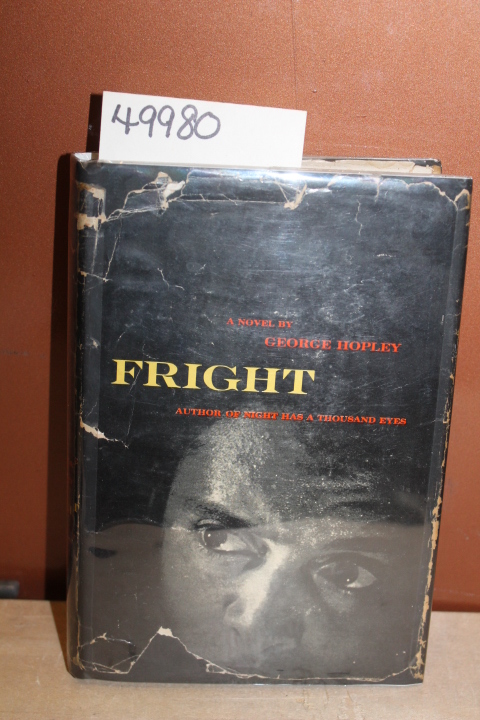 49980
A NOVEL BY
GEORGE HOPLEY
FRIGHT
AUTHOR OF NIGHT HAS A THOUSAND EYES